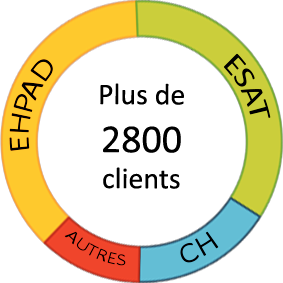 EHPAD
ESAT
Plus de
2800
clients
AUTRES
CH